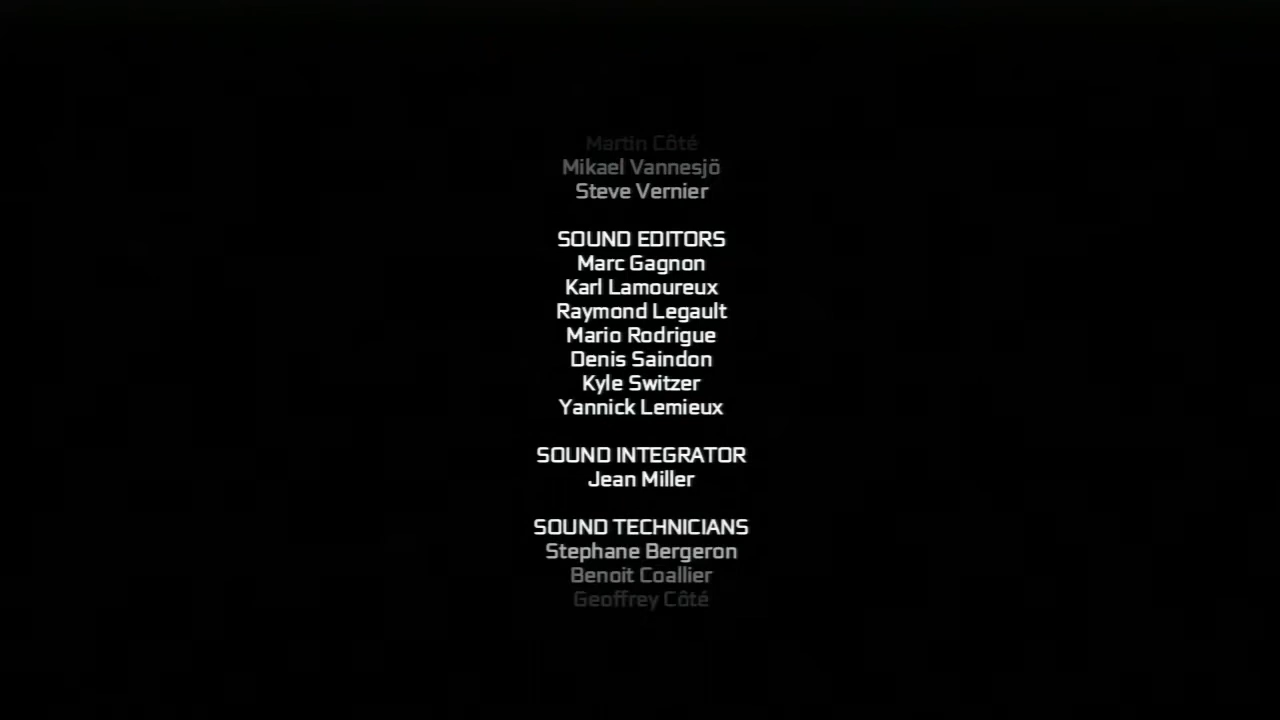 Martin Côté
Mikael Vannesjö
Steve Vernier
SOUND EDITORS
Marc Gagnon
Karl Lamoureux
Raymond Legault
Mario Rodrigue
Denis Saindon
Kyle Switzer
Yannick Lemieux
SOUND INTEGRATOR
Jean Miller
SOUND TECHNICIANS
Stephane Bergeron
Benoit Coallier
Geoffrey Côté